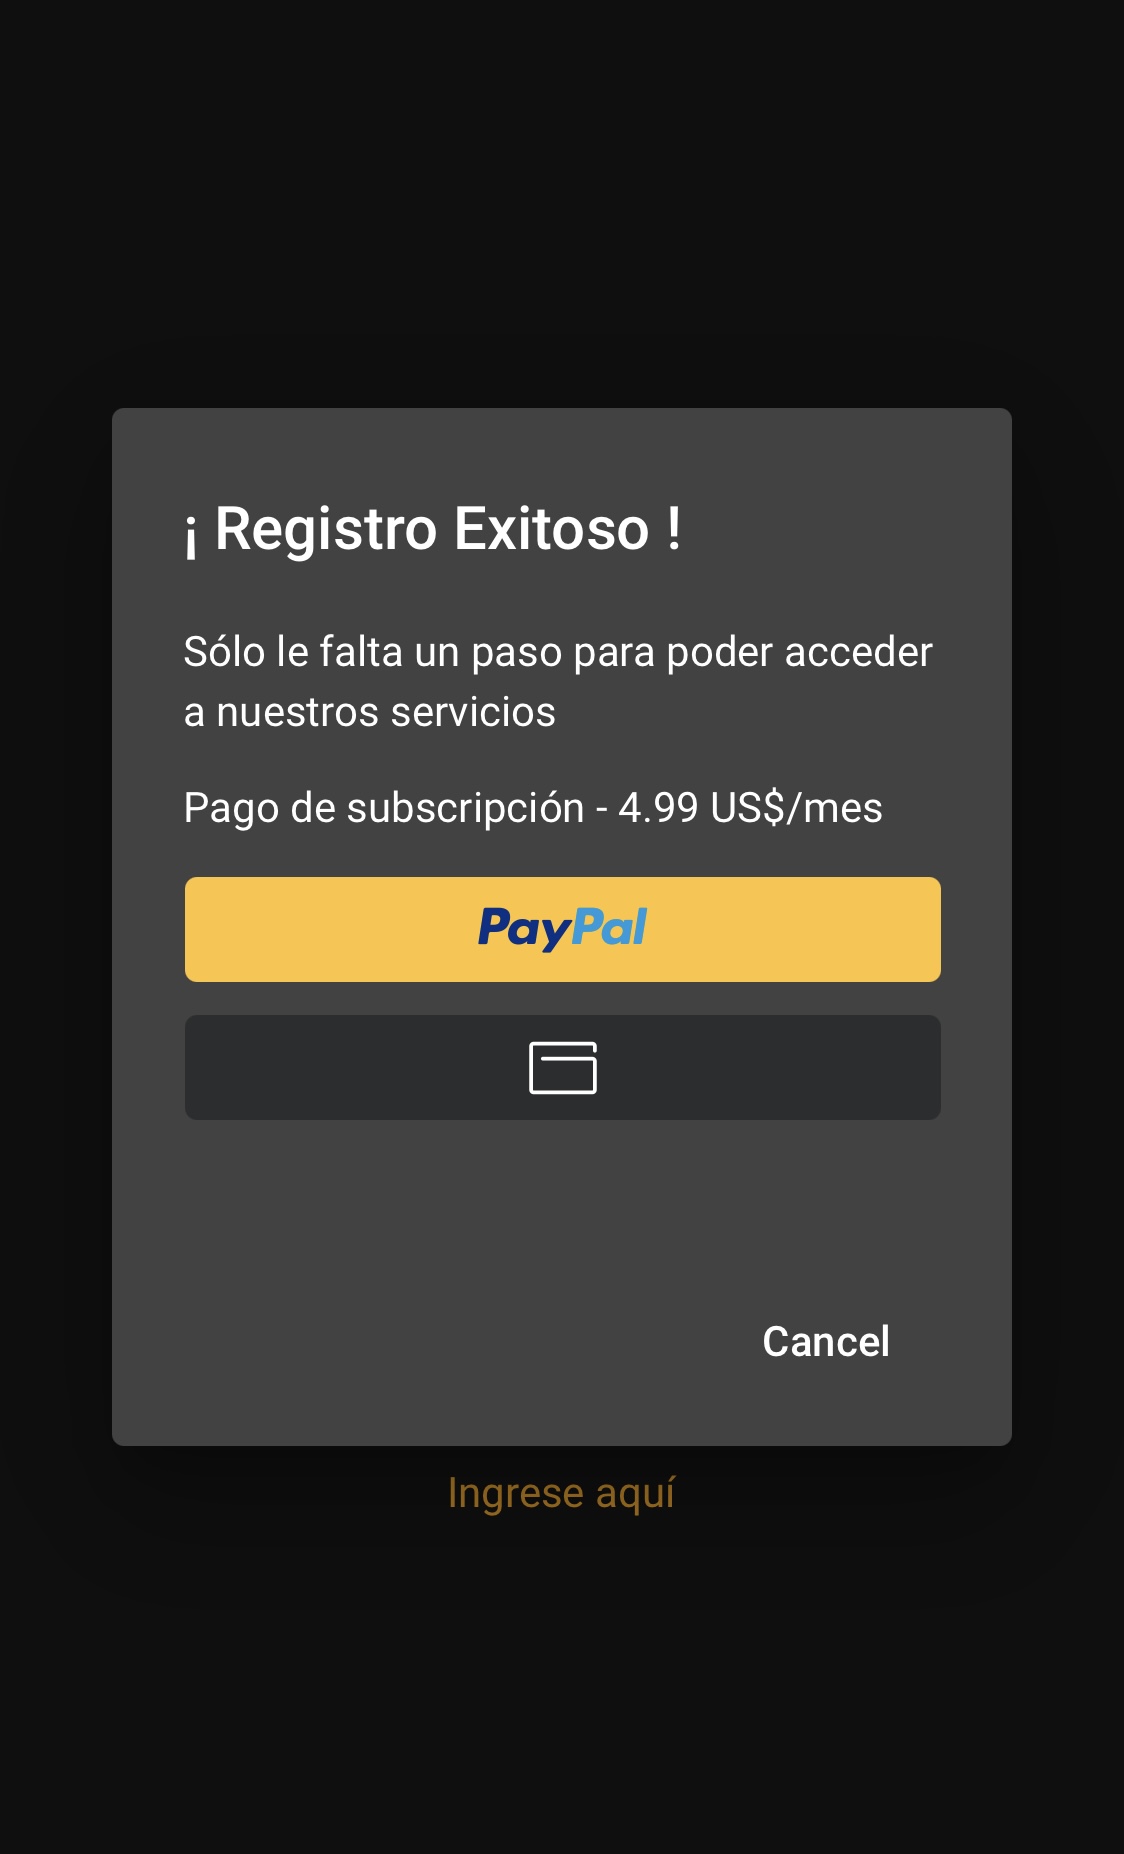 ¡ Registro Exitoso !
Sólo le falta un paso para poder acceder
a nuestros servicios
Pago de subscripción - 4.99 US$/mes
PayPal
Cancel
Ingrese aquí